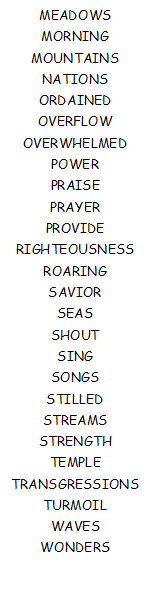 MEADOWS
MORNING
MOUNTAINS
NATIONS
ORDAINED
OVERFLOW
OVERWHELMED
POWER
PRAISE
PRAYER
PROVIDE
RIGHTEOUSNESS
ROARING
SAVIOR
SEAS
SHOUT
SING
SONGS
STILLED
STREAMS
STRENGTH
TEMPLE
TRANSGRESSIONS
TURMOIL
WAVES
WONDERS